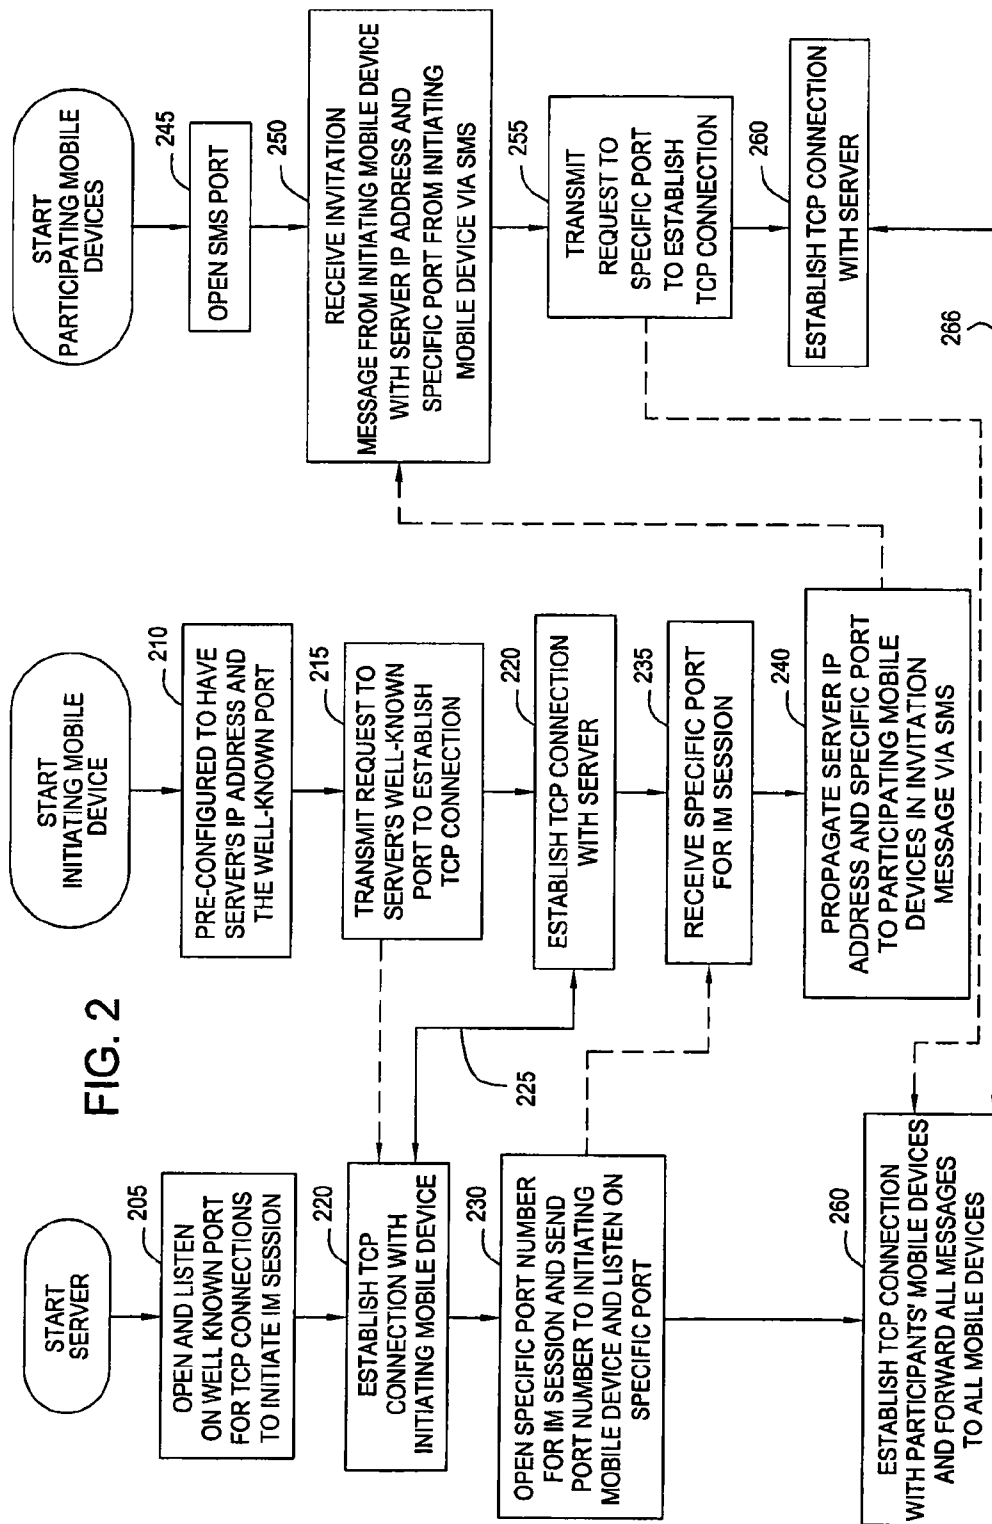 FIG. 2
START
SERVER
205
OPEN AND LISTEN
ON WELL KNOWN PORT
FOR TCP CONNECTIONS
TO INITIATE IM SESSION
220
ESTABLISH TCP
CONNECTION WITH
INITIATING MOBILE DEVICE
225
230
OPEN SPECIFIC PORT NUMBER
FOR IM SESSION AND SEND
PORT NUMBER TO INITIATING
MOBILE DEVICE AND LISTEN ON
SPECIFIC PORT
260
ESTABLISH TCP CONNECTION
WITH PARTICIPANTS' MOBILE DEVICES
AND FORWARD ALL MESSAGES
TO ALL MOBILE DEVICES
START
INITIATING MOBILE
DEVICE
210
PRE-CONFIGURED TO HAVE
SERVER'S IP ADDRESS AND
THE WELL-KNOWN PORT
215
TRANSMIT REQUEST TO
SERVER'S WELL-KNOWN
PORT TO ESTABLISH
TCP CONNECTION
220
ESTABLISH TCP CONNECTION
WITH SERVER
235
RECEIVE SPECIFIC PORT
FOR IM SESSION
240
PROPAGATE SERVER IP
ADDRESS AND SPECIFIC PORT
TO PARTICIPATING MOBILE
DEVICES IN INVITATION
MESSAGE VIA SMS
START
PARTICIPATING MOBILE
DEVICES
245
OPEN SMS PORT
250
RECEIVE INVITATION
MESSAGE FROM INITIATING MOBILE DEVICE
WITH SERVER IP ADDRESS AND
SPECIFIC PORT FROM INITIATING
MOBILE DEVICE VIA SMS
255
TRANSMIT
REQUEST TO
SPECIFIC PORT
TO ESTABLISH
TCP CONNECTION
260
ESTABLISH TCP CONNECTION
WITH SERVER
266